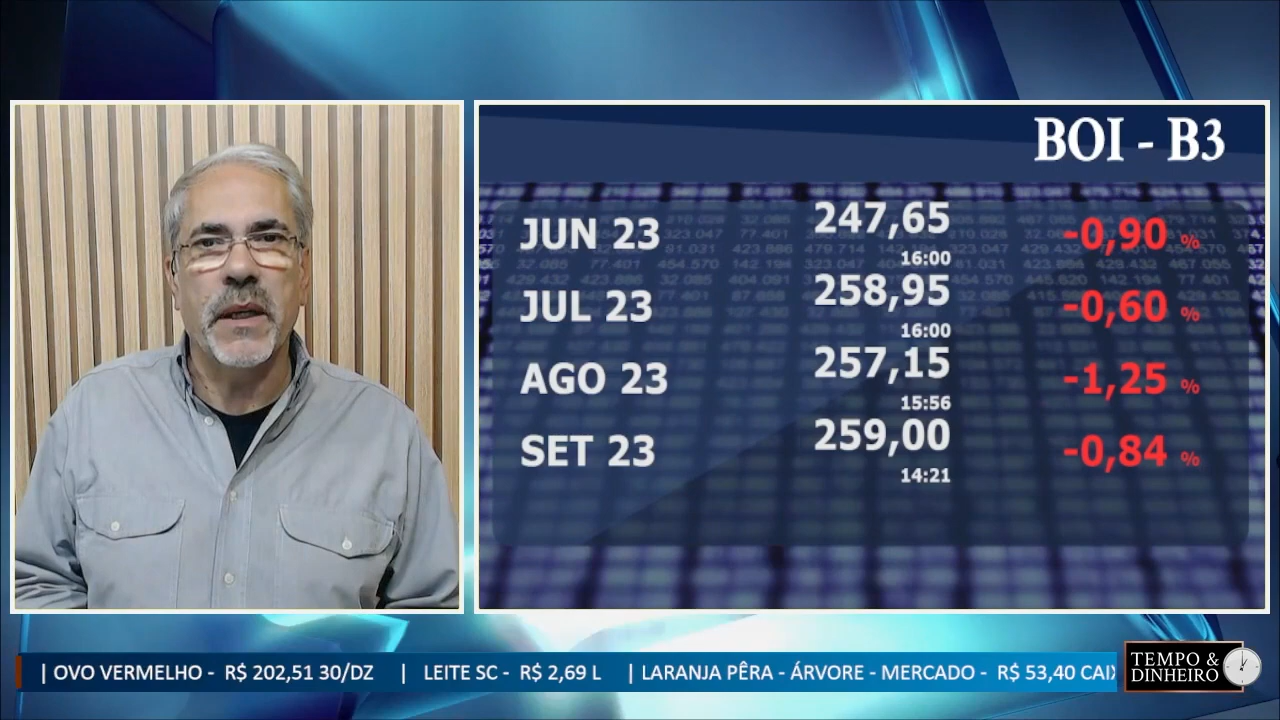 BOI - B3
JUN 23 247,65 -0,90 %
16:00
JUL 23 258,95 -0,60 %
16:00
AGO 23 257,15 -1,25 %
15:56
SET 23 259,00 -0,84 %
14:21
| OVO VERMELHO - R$ 202,51 30/DZ | LEITE SC - R$ 2,69 L | LARANJA PÊRA - ÁRVORE - MERCADO - R$ 53,40 CAIX
TEMPO &
DINHEIRO